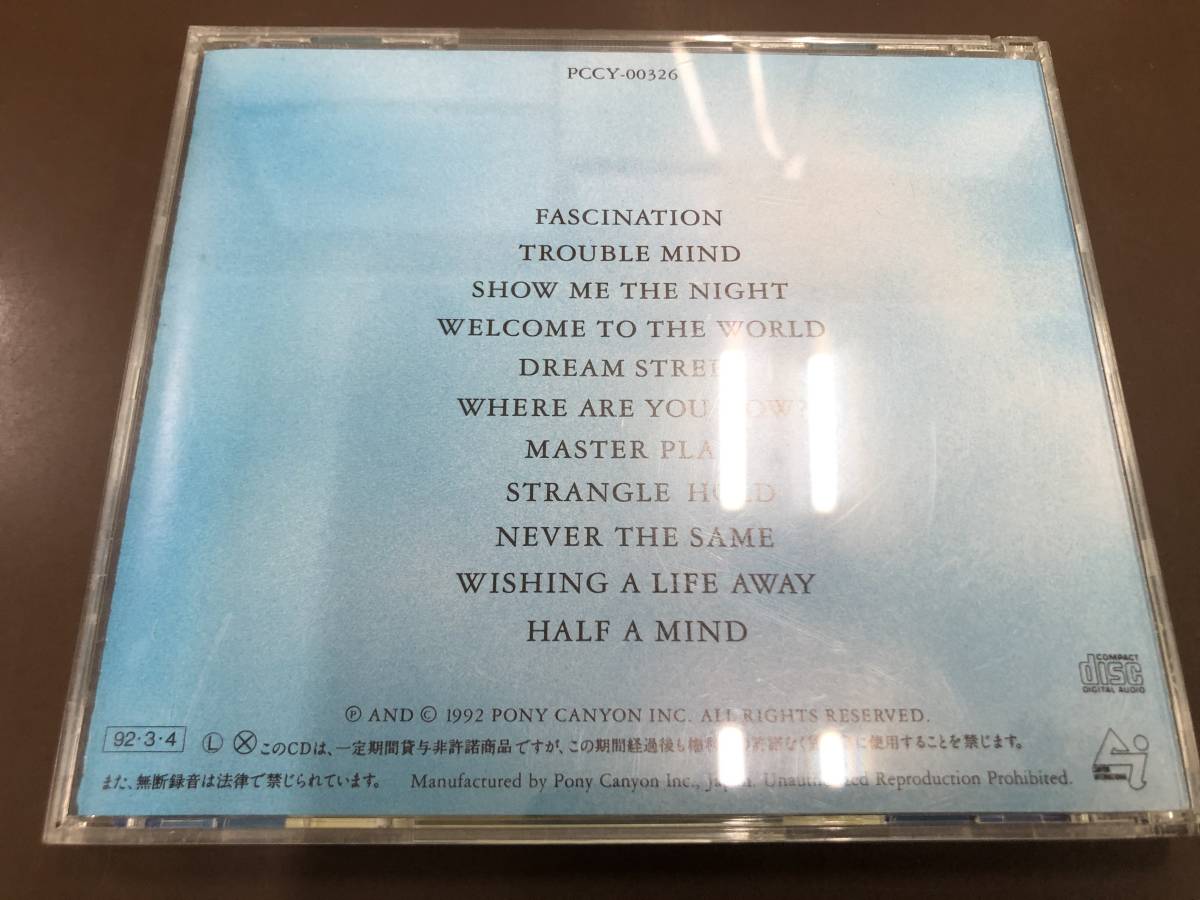 PCCY-00326
FASCINATION
TROUBLE MIND
SHOW ME THE NIGHT
WELCOME TO THE WORLD
DREAM
WHERE ARE YOU
MASTER
STRANGLE
NEVER THE SAME
WISHING A LIFE AWAY
HALF A MIND
COMPACT
disc
DIGITAL AUDIO
Ⓟ AND © 1992 PONY CANYON INC. ALL RIGHTS RESERVED.
92・3・4 Ⓛ Ⓧ このCDは、一定期間貸与非許諾商品ですが、この期間経過後も に使用することを禁じます。
また、無断録音は法律で禁じられています。 Manufactured by Pony Canyon Inc., Japan. Unauthorized Reproduction Prohibited.